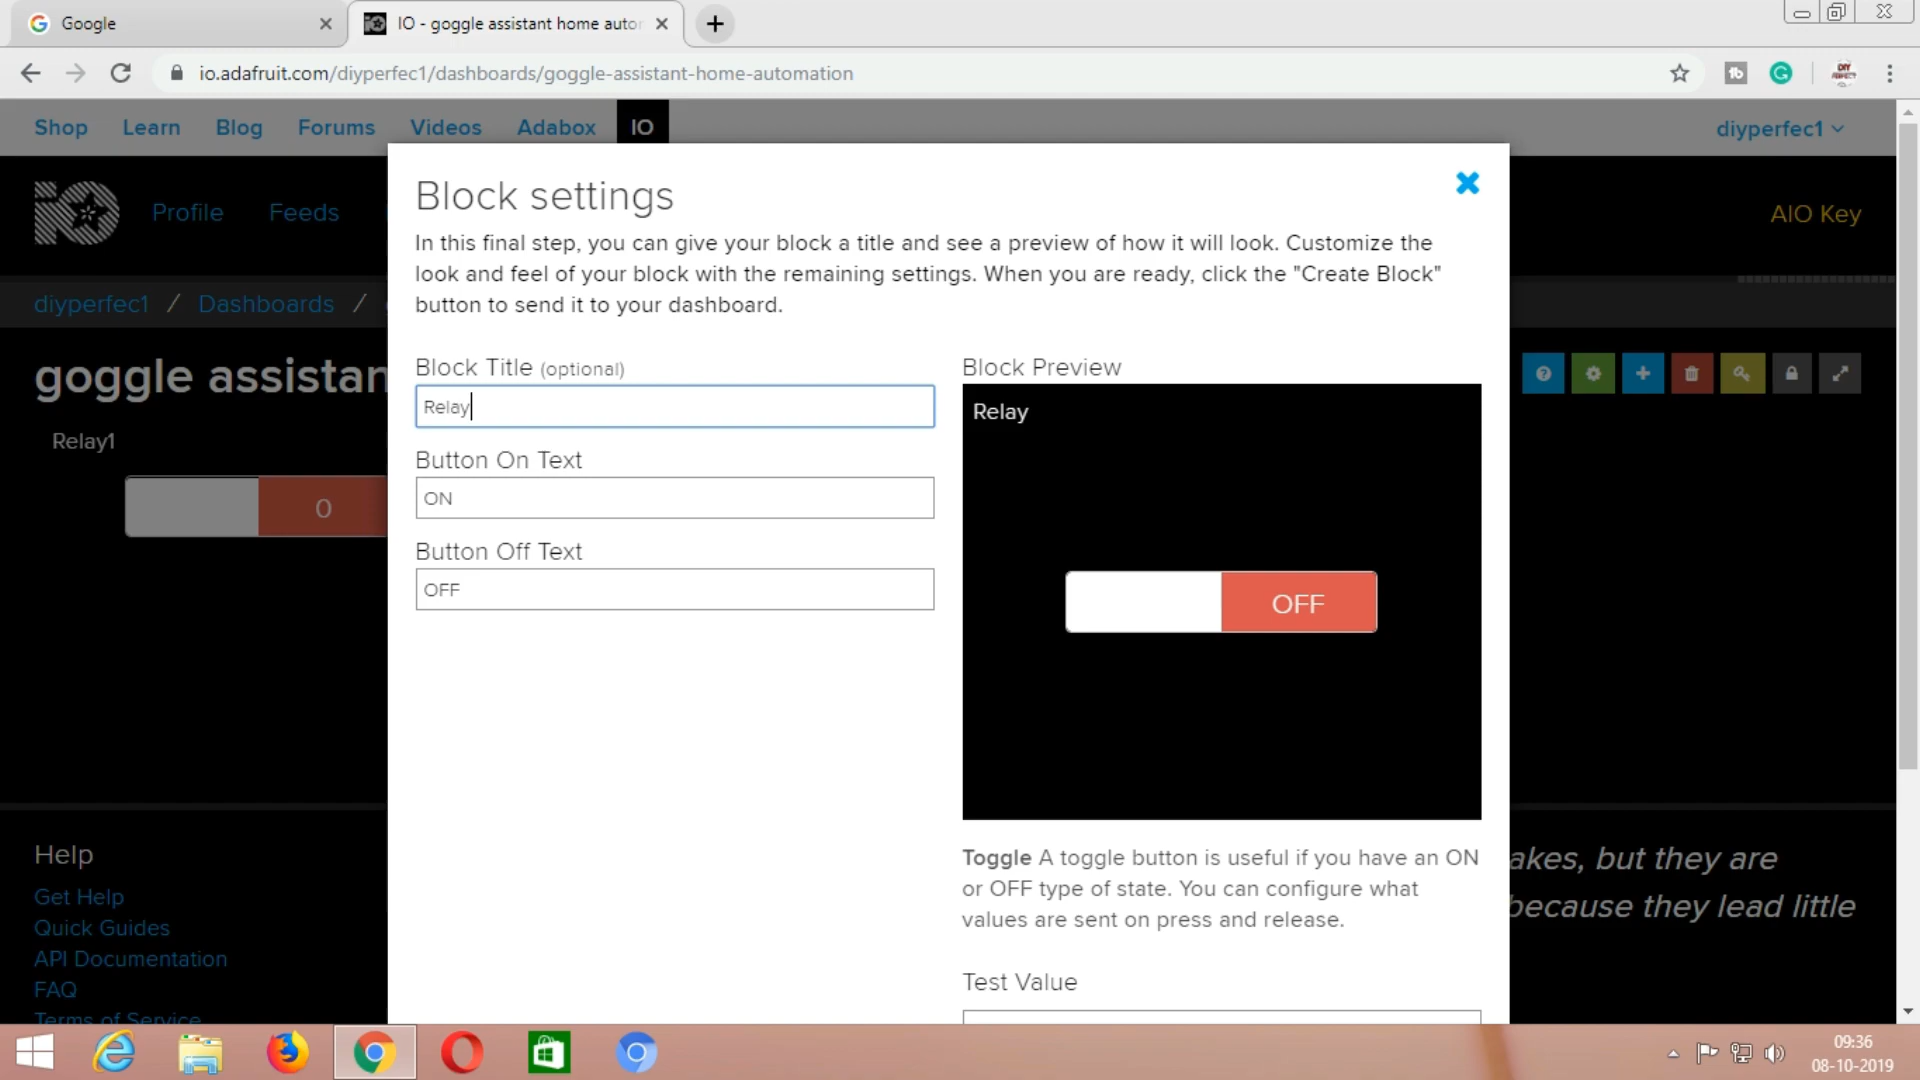 Google
IO - goggle assistant home autor
io.adafruit.com/diyperfec1/dashboards/goggle-assistant-home-automation
Shop Learn Blog Forums Videos Adabox IO diyperfec1
IO Profile Feeds AIO Key
diyperfec1 / Dashboards /
goggle assistan
Relay1
0
Block settings
In this final step, you can give your block a title and see a preview of how it will look. Customize the
look and feel of your block with the remaining settings. When you are ready, click the "Create Block"
button to send it to your dashboard.
Block Title (optional)
Relay
Button On Text
ON
Button Off Text
OFF
Block Preview
Relay
OFF
Toggle A toggle button is useful if you have an ON
or OFF type of state. You can configure what
values are sent on press and release.
Test Value
akes, but they are
because they lead little
Help
Get Help
Quick Guides
API Documentation
FAQ
Terms of Service
09:36
08-10-2019